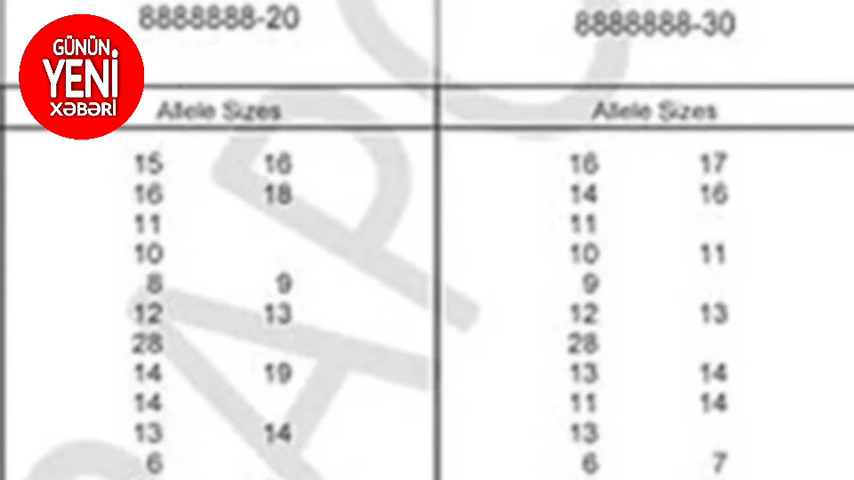 GÜNÜN
YENİ
XƏBƏRİ
8888888-20 8888888-30
Allele Sizes Allele Sizes
15 16 16 17
16 18 14 16
11 11
10 10 11
8 9 9
12 13 12 13
28 28
14 19 13 14
14 11 14
13 14 13
6 6 7